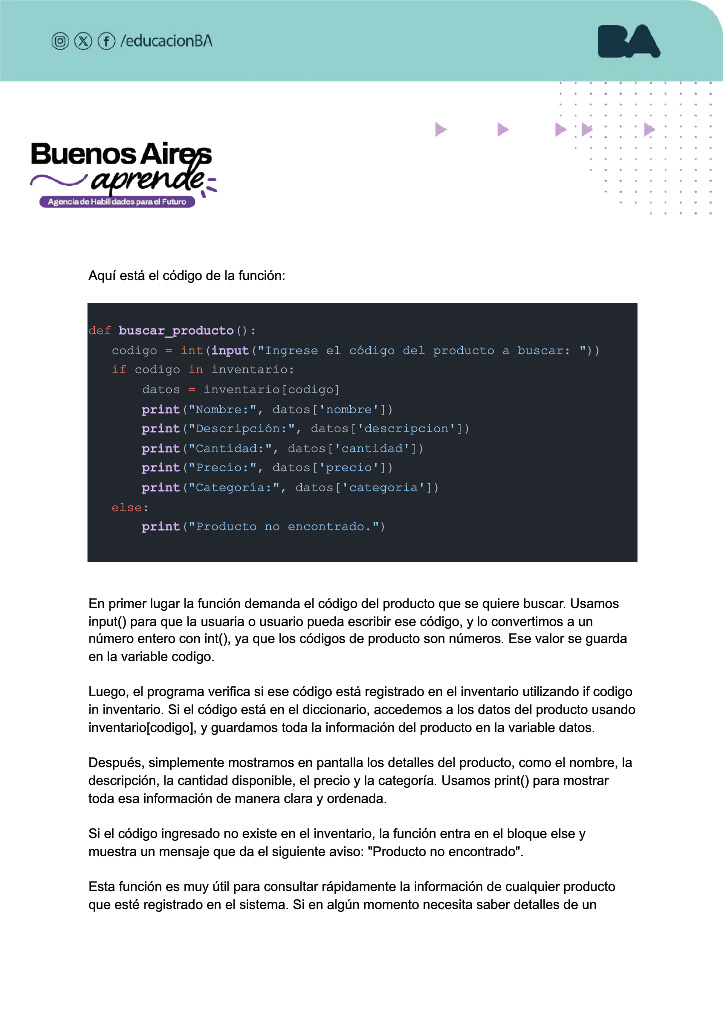 /educacionBA
BA
Buenos Aires
aprende
Agencia de Habilidades para el Futuro
Aquí está el código de la función:
def buscar_producto():
   codigo = int(input("Ingrese el código del producto a buscar: "))
   if codigo in inventario:
       datos = inventario[codigo]
       print("Nombre:", datos['nombre'])
       print("Descripción:", datos['descripcion'])
       print("Cantidad:", datos['cantidad'])
       print("Precio:", datos['precio'])
       print("Categoría:", datos['categoria'])
   else:
       print("Producto no encontrado.")
En primer lugar la función demanda el código del producto que se quiere buscar. Usamos
input() para que la usuaria o usuario pueda escribir ese código, y lo convertimos a un
número entero con int(), ya que los códigos de producto son números. Ese valor se guarda
en la variable codigo.
Luego, el programa verifica si ese código está registrado en el inventario utilizando if codigo
in inventario. Si el código está en el diccionario, accedemos a los datos del producto usando
inventario[codigo], y guardamos toda la información del producto en la variable datos.
Después, simplemente mostramos en pantalla los detalles del producto, como el nombre, la
descripción, la cantidad disponible, el precio y la categoría. Usamos print() para mostrar
toda esa información de manera clara y ordenada.
Si el código ingresado no existe en el inventario, la función entra en el bloque else y
muestra un mensaje que da el siguiente aviso: "Producto no encontrado".
Esta función es muy útil para consultar rápidamente la información de cualquier producto
que esté registrado en el sistema. Si en algún momento necesita saber detalles de un